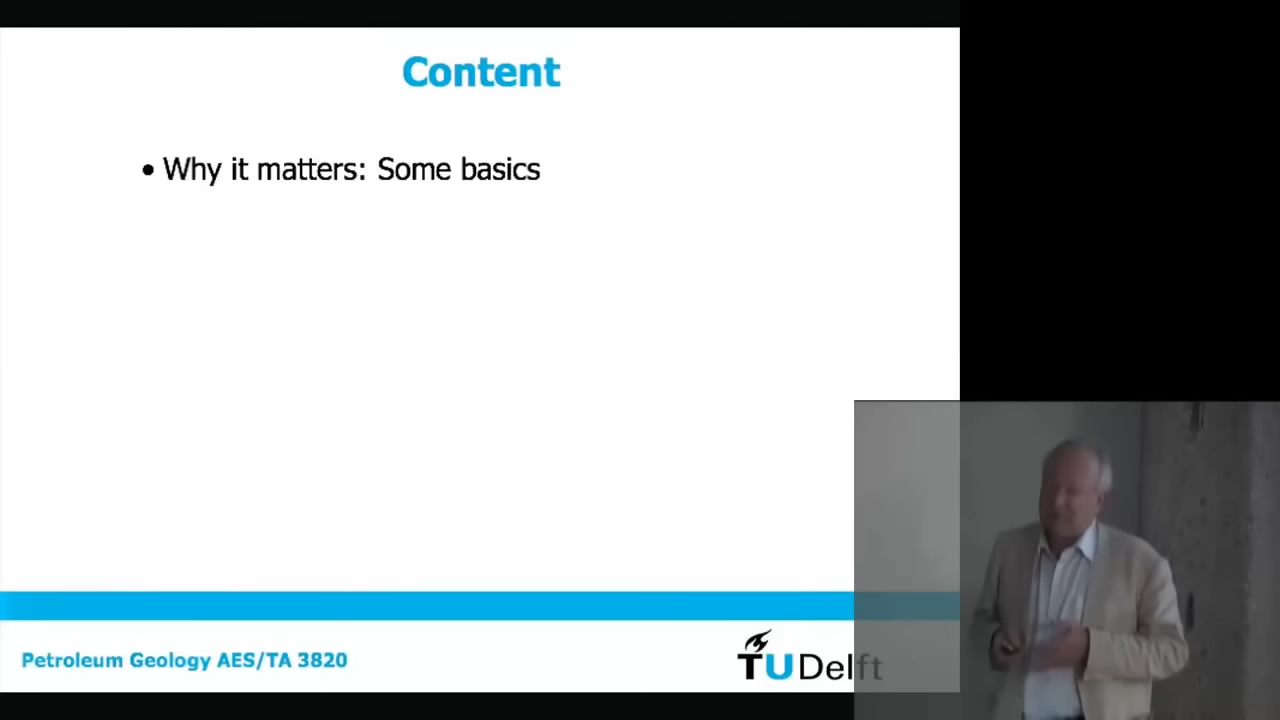 Content
• Why it matters: Some basics
Petroleum Geology AES/TA 3820
TU Delft